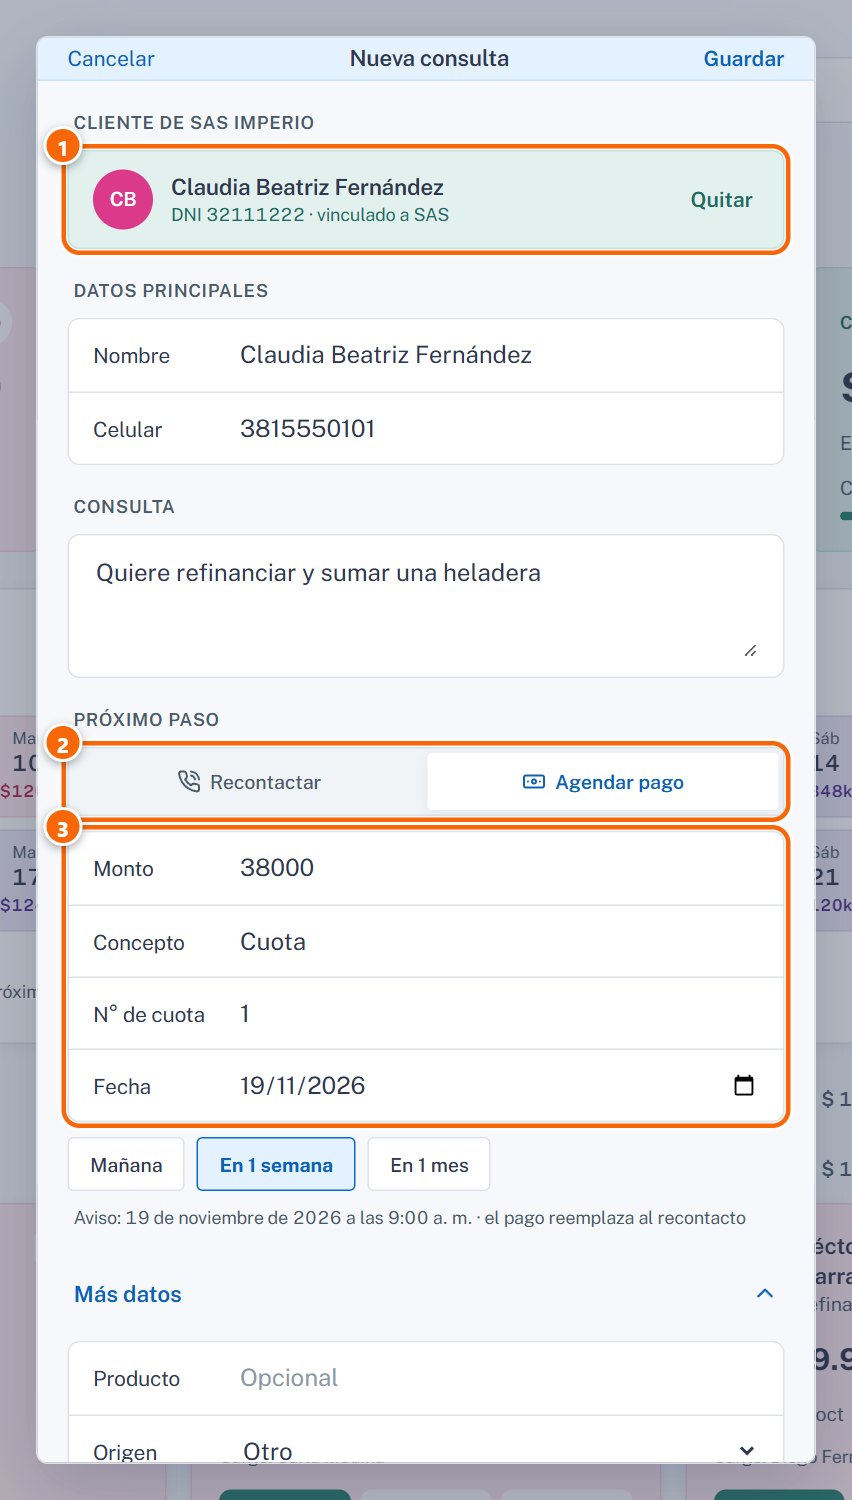 Cancelar Nueva consulta Guardar
CLIENTE DE SAS IMPERIO
1
CB Claudia Beatriz Fernández Quitar
DNI 32111222 · vinculado a SAS
DATOS PRINCIPALES
Nombre Claudia Beatriz Fernández
Celular 3815550101
CONSULTA
Quiere refinanciar y sumar una heladera
PRÓXIMO PASO
2
Recontactar Agendar pago
3
Monto 38000
Concepto Cuota
N° de cuota 1
Fecha 19/11/2026
Mañana En 1 semana En 1 mes
Aviso: 19 de noviembre de 2026 a las 9:00 a. m. · el pago reemplaza al recontacto
Más datos
Producto Opcional
Origen Otro